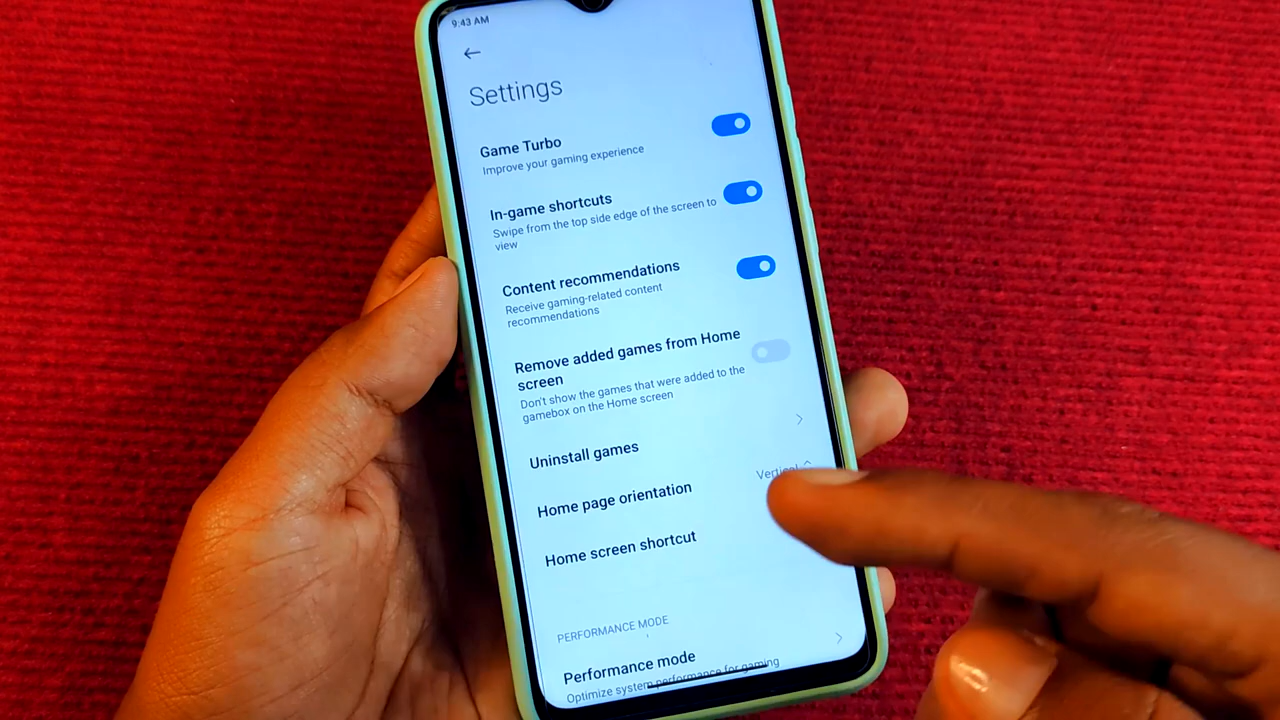 9:43 AM
Settings
Game Turbo
Improve your gaming experience
In-game shortcuts
Swipe from the top side edge of the screen to
view
Content recommendations
Receive gaming-related content
recommendations
Remove added games from Home
screen
Don't show the games that were added to the
gamebox on the Home screen
Uninstall games
Home page orientation
Vertical
Home screen shortcut
PERFORMANCE MODE
Performance mode
Optimize system performance for gaming